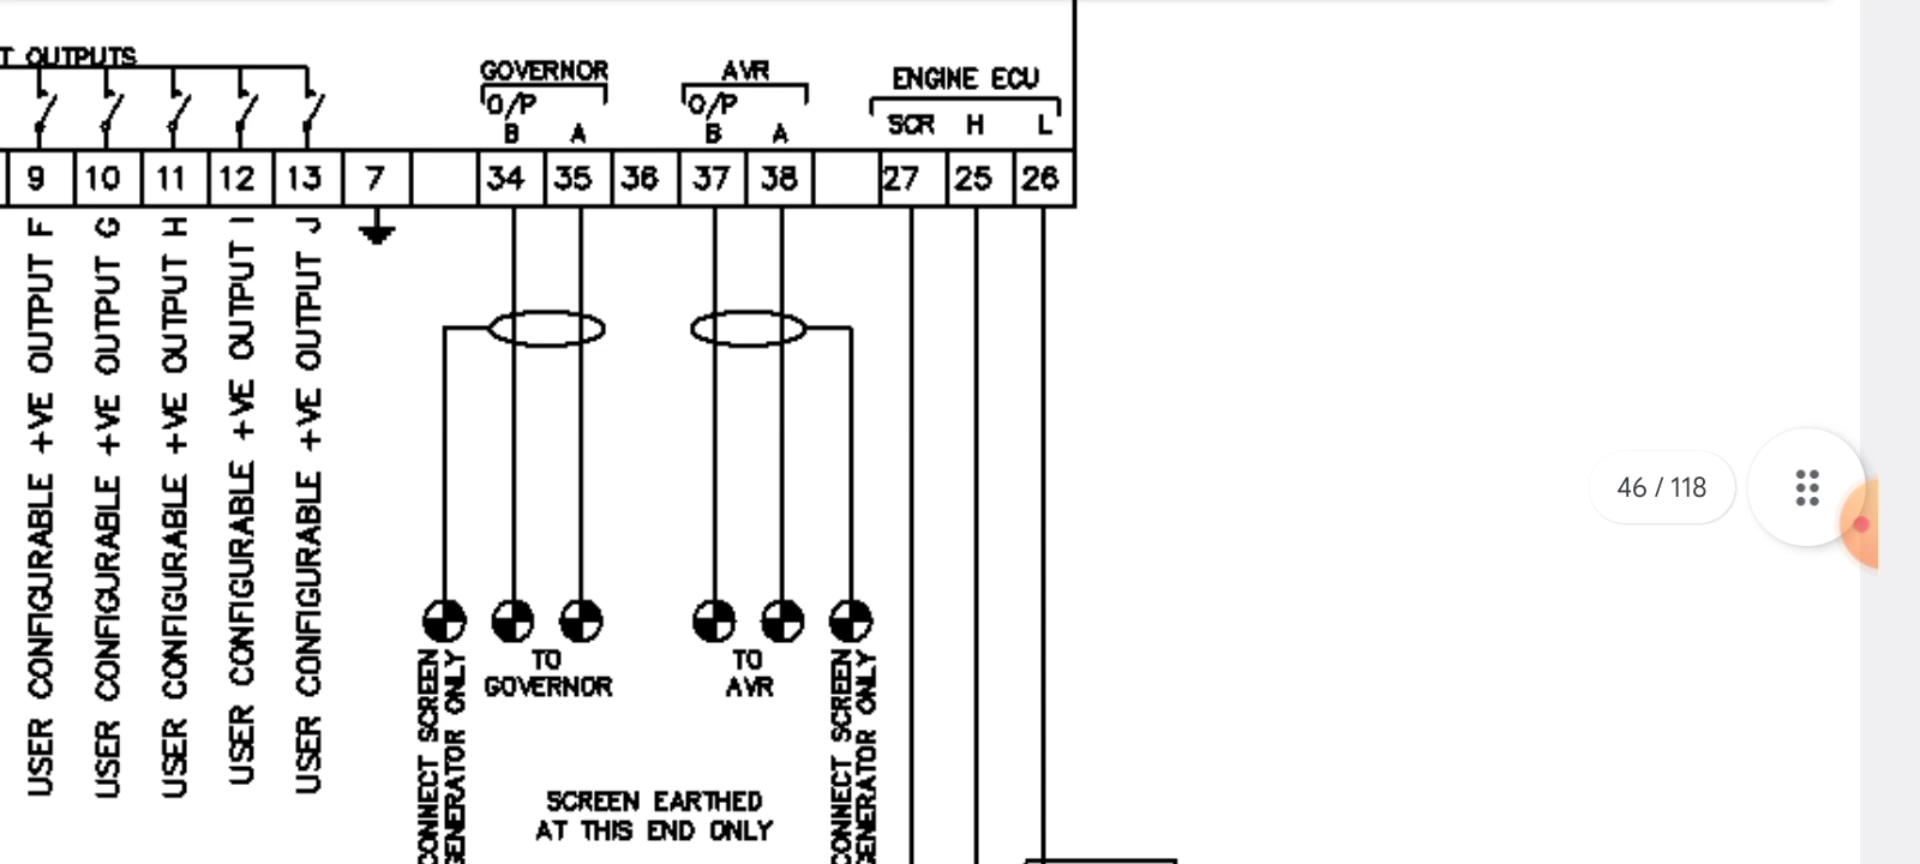 T OUTPUTS
GOVERNOR
AVR
ENGINE ECU
O/P
O/P
B
A
B
A
SCR
H
L
9
10
11
12
13
7
34
35
36
37
38
27
25
26
USER CONFIGURABLE +VE OUTPUT F
USER CONFIGURABLE +VE OUTPUT G
USER CONFIGURABLE +VE OUTPUT H
USER CONFIGURABLE +VE OUTPUT I
USER CONFIGURABLE +VE OUTPUT J
CONNECT SCREEN
GENERATOR ONLY
TO
GOVERNOR
TO
AVR
CONNECT SCREEN
GENERATOR ONLY
SCREEN EARTHED
AT THIS END ONLY
46 / 118